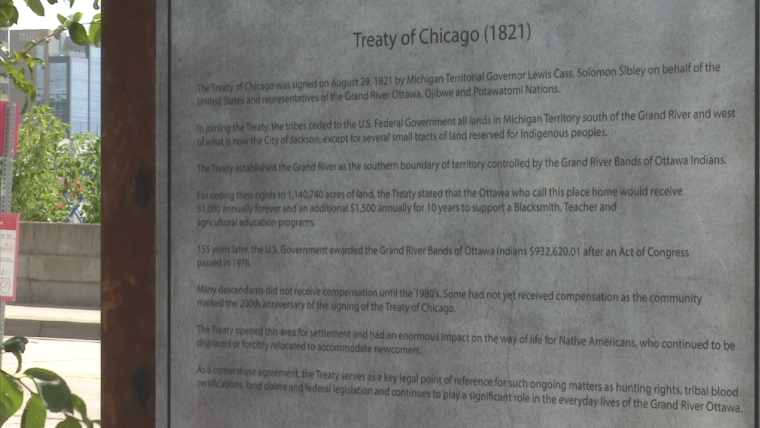 Treaty of Chicago (1821)
The Treaty of Chicago was signed on August 29, 1821 by Michigan Territorial Governor Lewis Cass, Solomon Sibley on behalf of the
United States and representatives of the Grand River Ottawa, Ojibwe and Potawatomi Nations.
In joining the Treaty, the tribes ceded to the U.S. Federal Government all lands in Michigan Territory south of the Grand River and west
of what is now the City of Jackson, except for several small tracts of land reserved for Indigenous peoples.
The Treaty established the Grand River as the southern boundary of territory controlled by the Grand River Bands of Ottawa Indians.
For ceding their rights to 1,140,740 acres of land, the Treaty stated that the Ottawa who call this place home would receive
$1,000 annually forever and an additional $1,500 annually for 10 years to support a Blacksmith, Teacher and
agricultural education programs.
155 years later, the U.S. Government awarded the Grand River Bands of Ottawa Indians $932,620.01 after an Act of Congress
passed in 1976.
Many descendants did not receive compensation until the 1980's. Some had not yet received compensation as the community
marked the 200th anniversary of the signing of the Treaty of Chicago.
The Treaty opened this area for settlement and had an enormous impact on the way of life for Native Americans, who continued to be
displaced or forcibly relocated to accommodate newcomers.
As a cornerstone agreement, the Treaty serves as a key legal point of reference for such ongoing matters as hunting rights, tribal blood
certifications, land claims and federal legislation and continues to play a significant role in the everyday lives of the Grand River Ottawa.